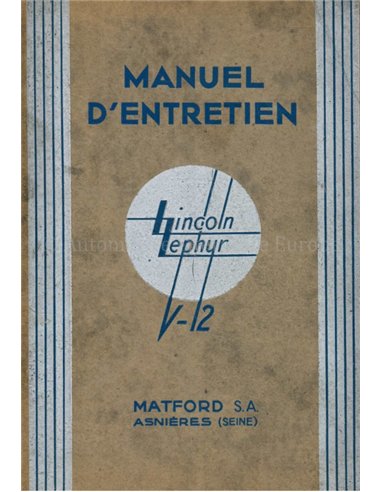 MANUEL
D'ENTRETIEN
Lincoln
Zephyr
V-12
MATFORD S.A.
ASNIÈRES (SEINE)